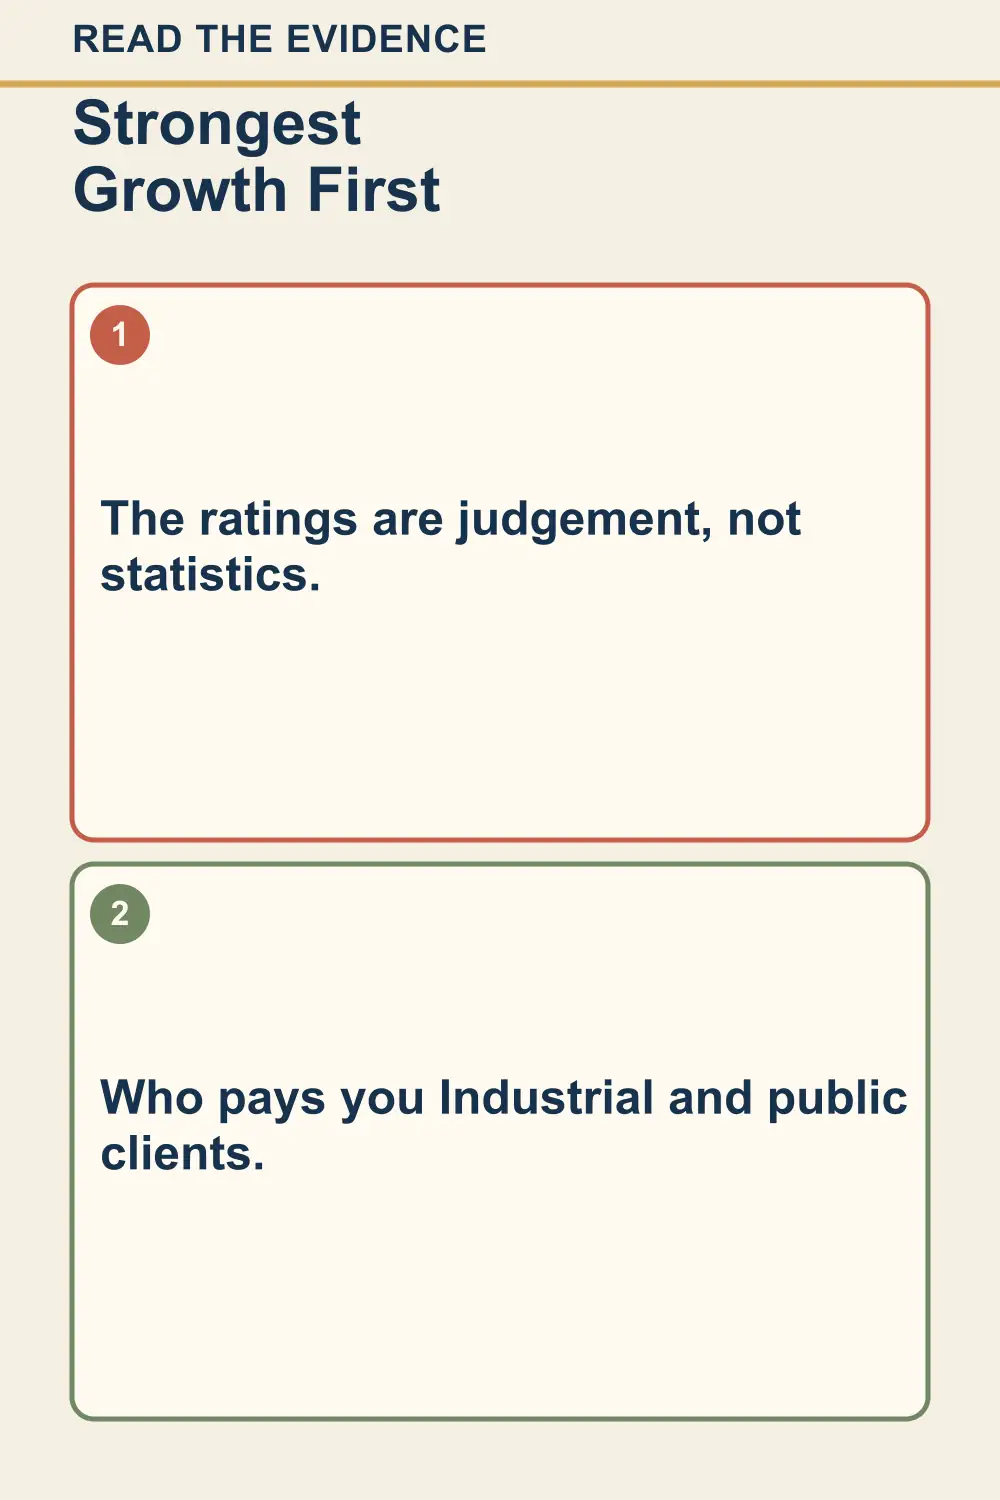 READ THE EVIDENCE
Strongest
Growth First
1
The ratings are judgement, not
statistics.
2
Who pays you Industrial and public
clients.